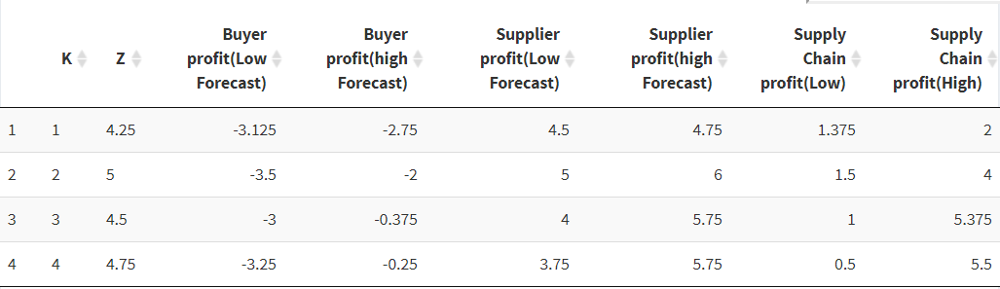 K Z Buyer profit(Low Forecast) Buyer profit(high Forecast) Supplier profit(Low Forecast) Supplier profit(high Forecast) Supply Chain profit(Low) Supply Chain profit(High)
1 1 4.25 -3.125 -2.75 4.5 4.75 1.375 2
2 2 5 -3.5 -2 5 6 1.5 4
3 3 4.5 -3 -0.375 4 5.75 1 5.375
4 4 4.75 -3.25 -0.25 3.75 5.75 0.5 5.5